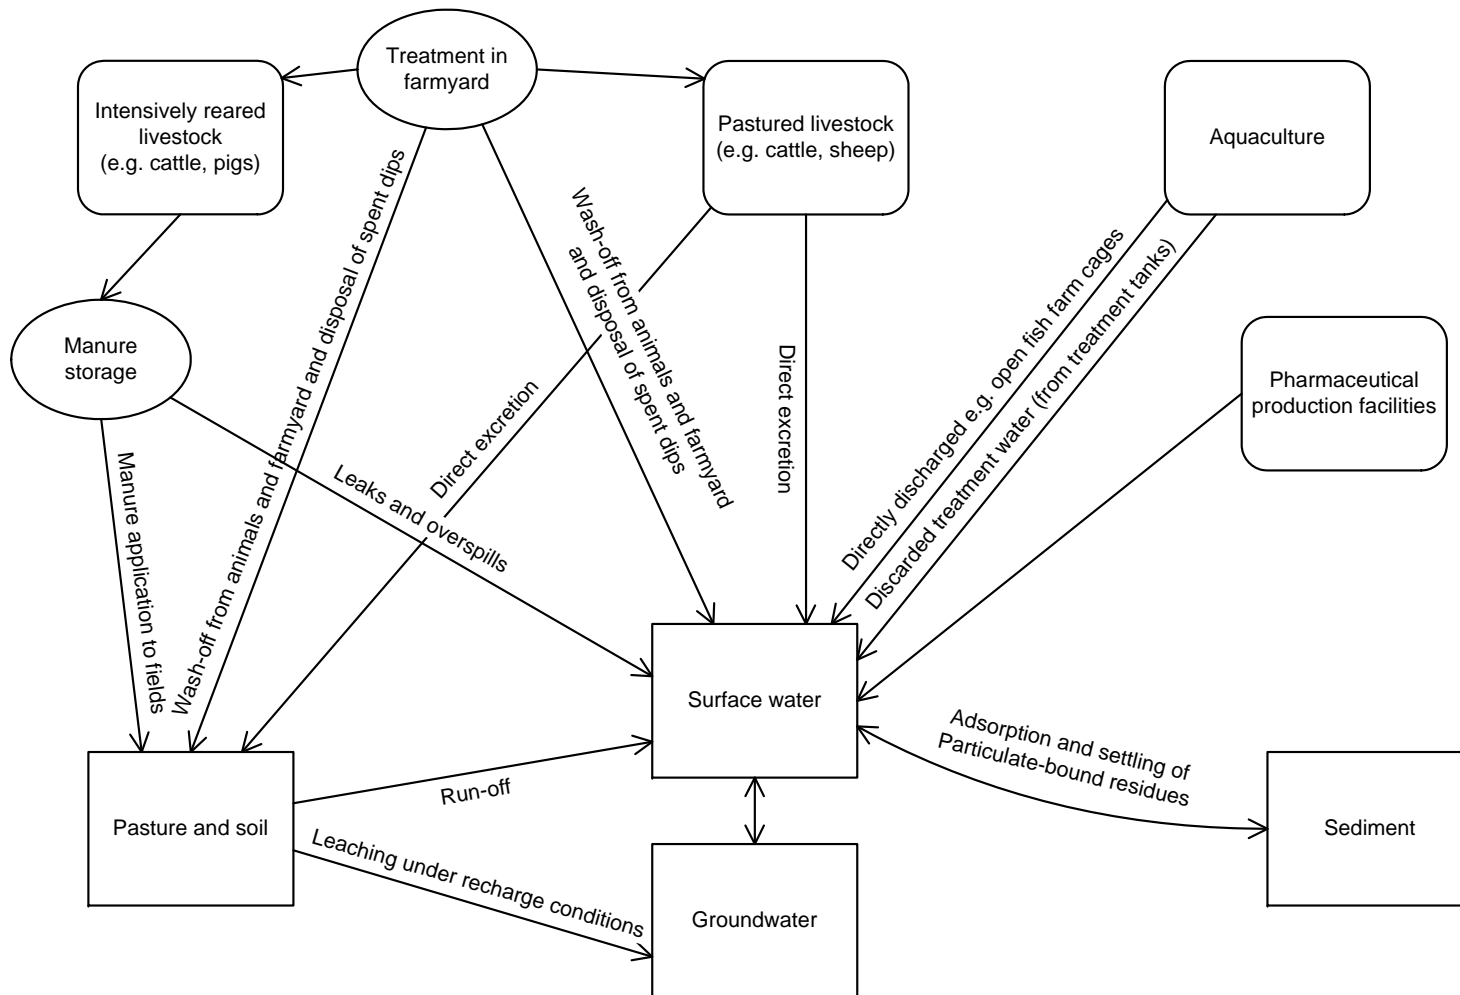 Treatment in
farmyard
Intensively reared
livestock
(e.g. cattle, pigs)
Pastured livestock
(e.g. cattle, sheep)
Aquaculture
Manure
storage
Pharmaceutical
production facilities
Wash-off from animals and farmyard and disposal of spent dips
Wash-off from animals and farmyard
and disposal of spent dips
Direct excretion
Direct excretion
Directly discharged e.g. open fish farm cages
Discarded treatment water (from treatment tanks)
Manure application to fields
Leaks and overspills
Surface water
Adsorption and settling of
Particulate-bound residues
Pasture and soil
Run-off
Sediment
Leaching under recharge conditions
Groundwater